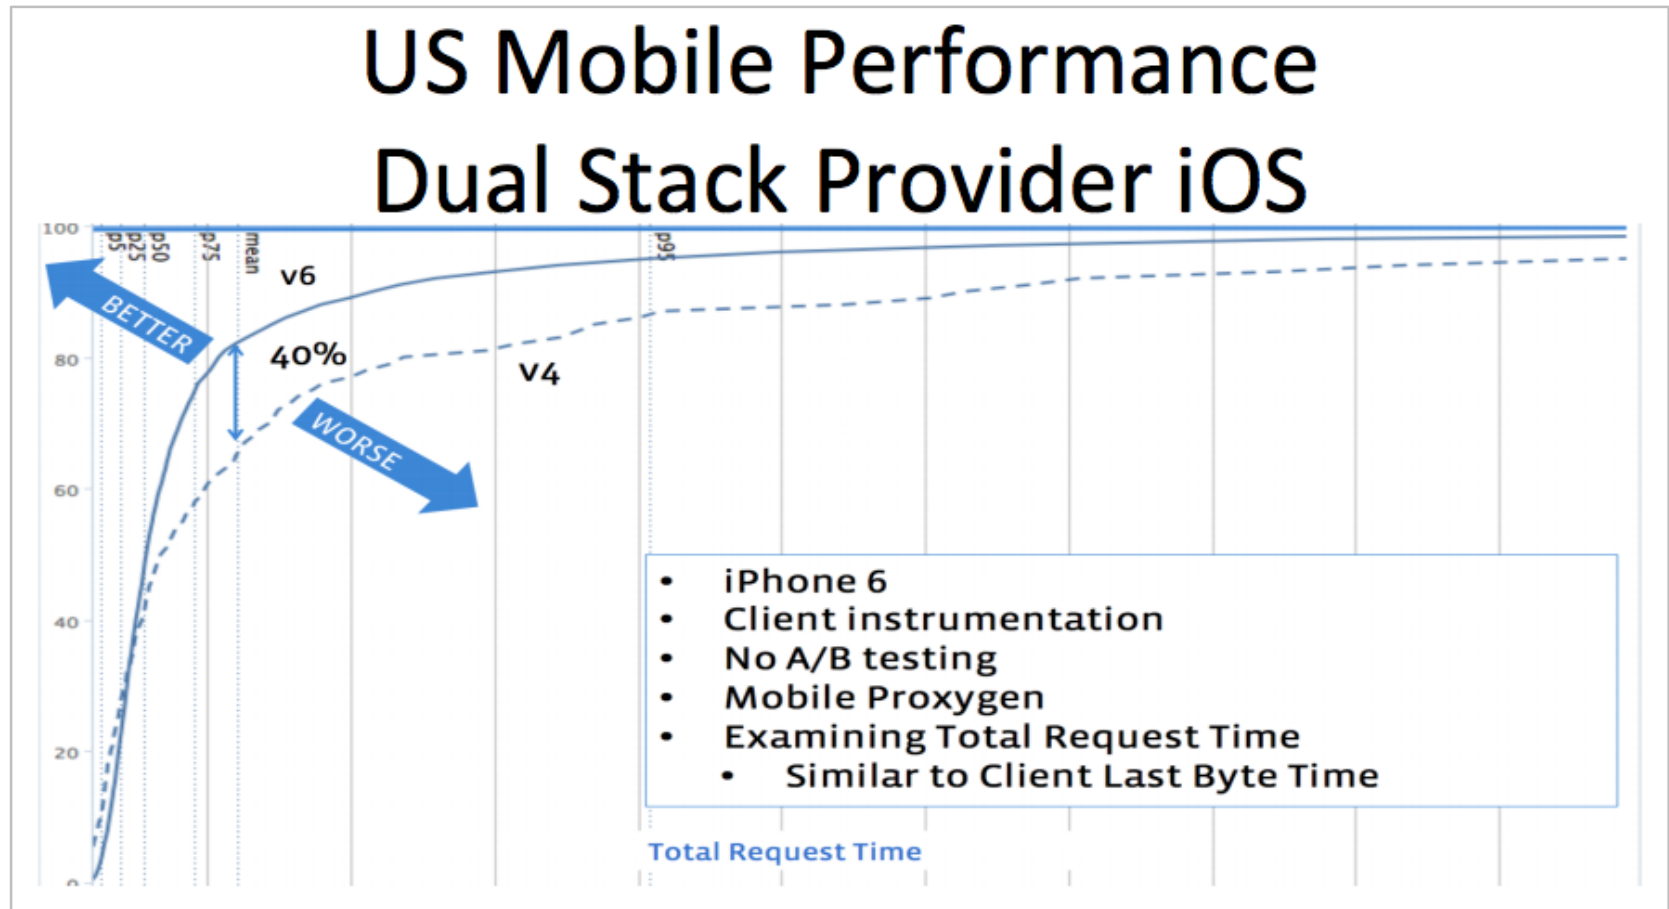 US Mobile Performance
Dual Stack Provider iOS
100
p5
p25
p50
p75
mean
p95
v6
BETTER
40%
80
v4
WORSE
60
• iPhone 6
• Client instrumentation
40
• No A/B testing
• Mobile Proxygen
• Examining Total Request Time
20
• Similar to Client Last Byte Time
Total Request Time
0